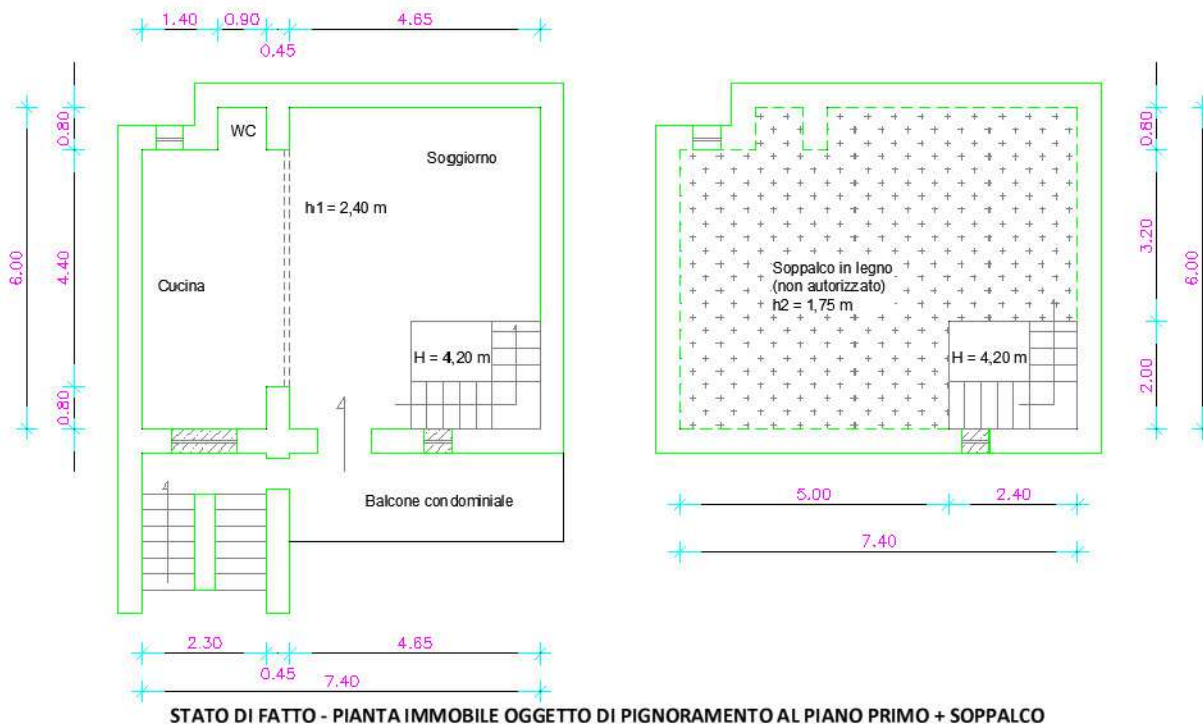 1.40
0.90
4.65
0.45
WC
Soggiorno
h1 = 2,40 m
Cucina
H = 4,20 m
Balcone condominiale
6.00
0.80
4.40
0.80
2.30
4.65
0.45
7.40
Soppalco in legno
(non autorizzato)
h2 = 1,75 m
H = 4,20 m
0.80
3.20
2.00
6.00
5.00
2.40
7.40
STATO DI FATTO - PIANTA IMMOBILE OGGETTO DI PIGNORAMENTO AL PIANO PRIMO + SOPPALCO